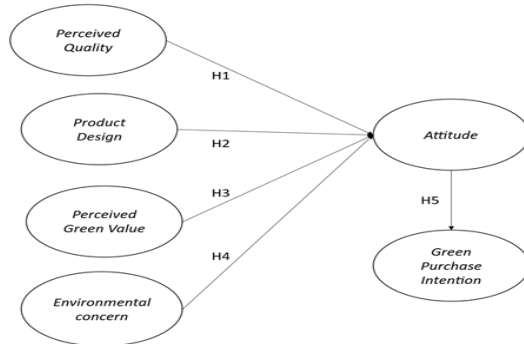 Perceived
Quality
H1
Product
Design
H2
Attitude
H3
Perceived
Green Value
H5
H4
Green
Purchase
Intention
Environmental
concern